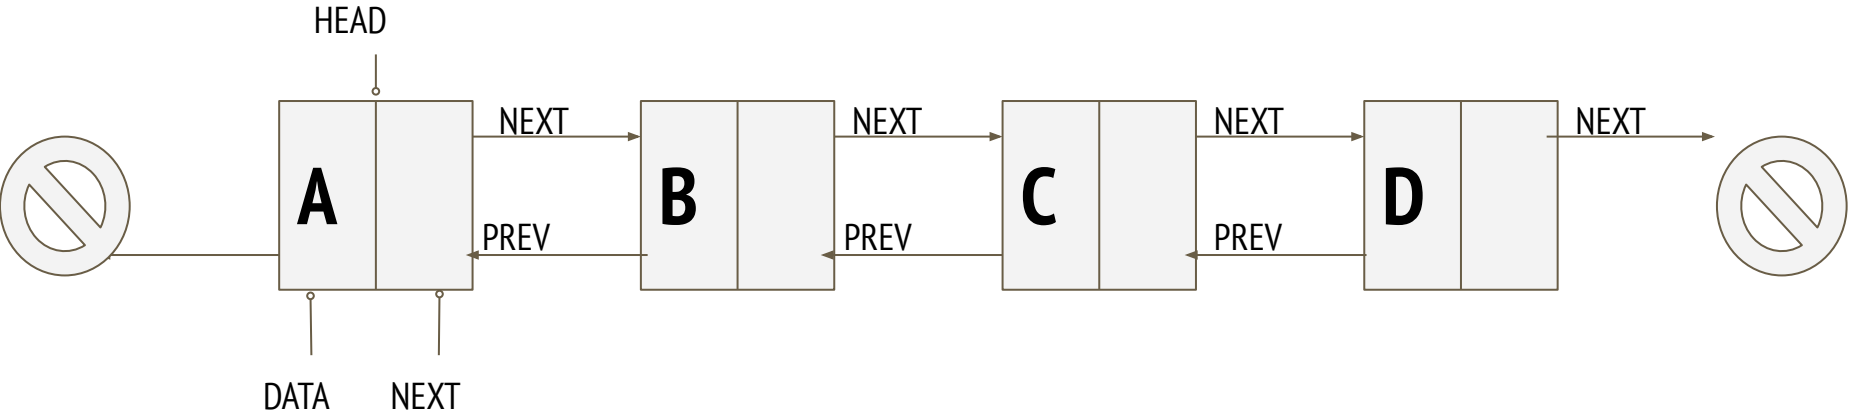 HEAD
NEXT NEXT NEXT NEXT
A B C D
PREV PREV PREV
DATA NEXT